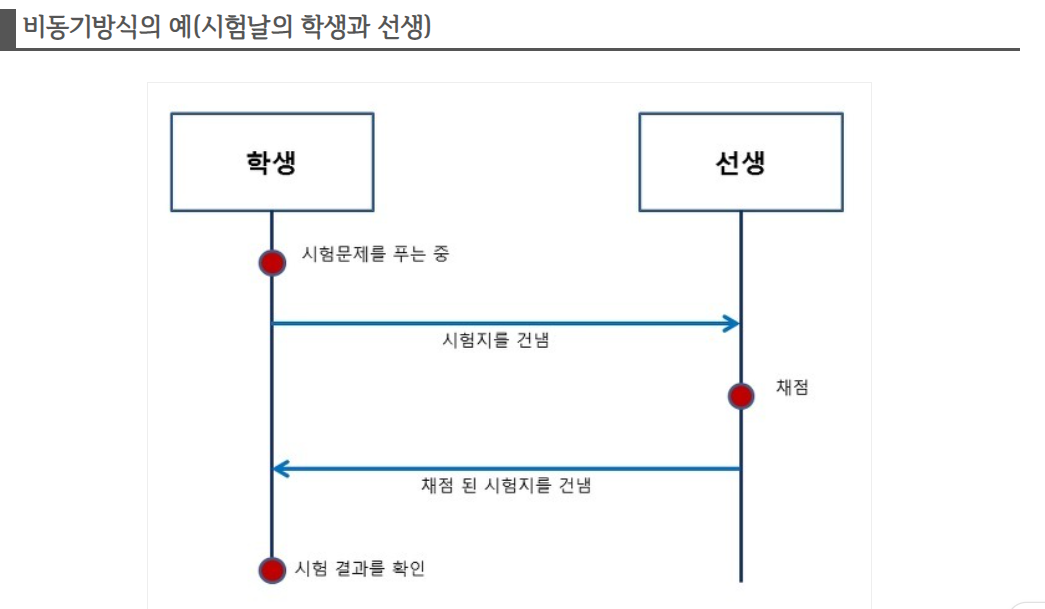 비동기방식의 예(시험날의 학생과 선생)
학생
선생
시험문제를 푸는 중
시험지를 건냄
채점
채점 된 시험지를 건냄
시험 결과를 확인